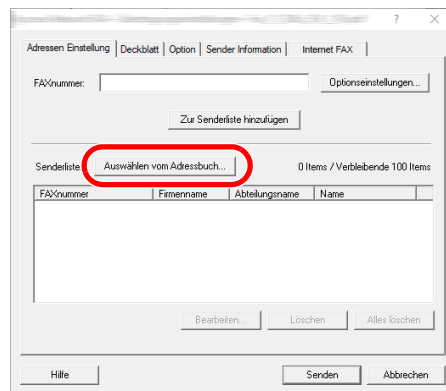 ? ×
Adressen Einstellung Deckblatt Option Sender Information Internet FAX
FAXnummer: Optionseinstellungen...
Zur Senderliste hinzufügen
Senderliste Auswählen vom Adressbuch... 0 Items / Verbleibende 100 Items
FAXnummer Firmenname Abteilungsname Name
Bearbeiten... Löschen Alles löschen
Hilfe Senden Abbrechen